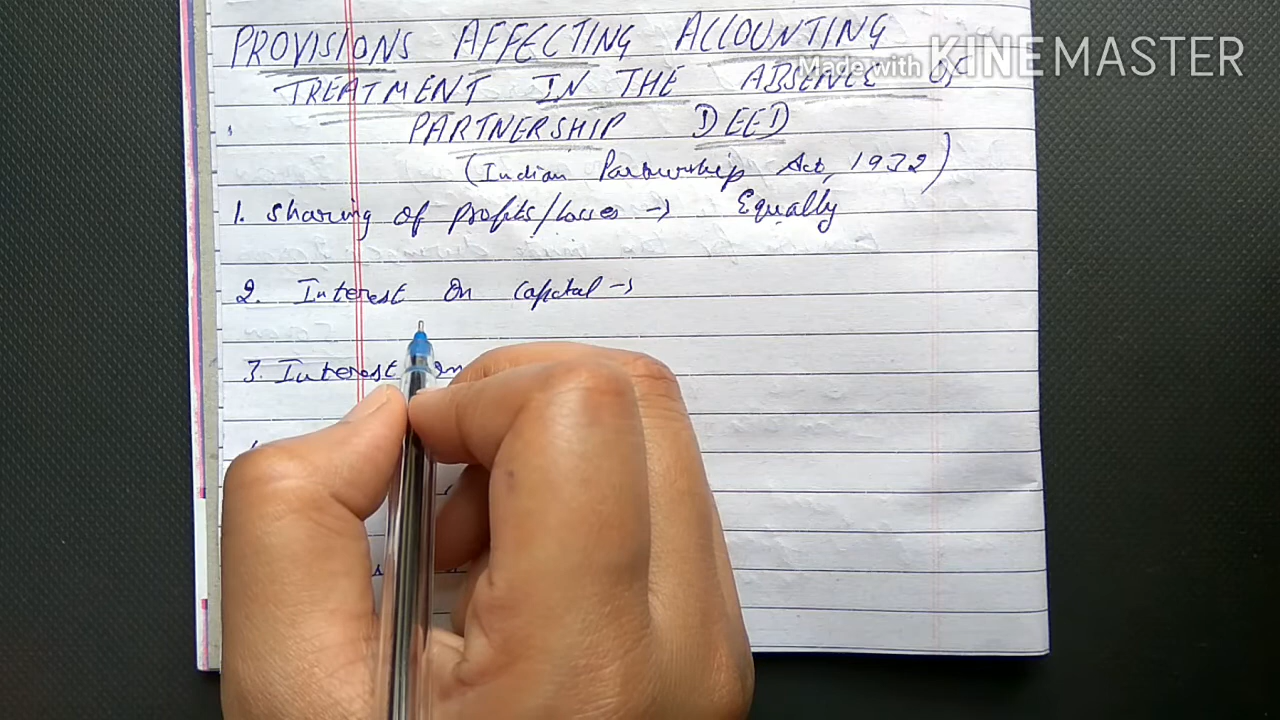 PROVISIONS AFFECTING ACCOUNTING
Made with KINEMASTER
TREATMENT IN THE ABSENCE OF
PARTNERSHIP DEED
(Indian Partnership Act, 1932)
1. Sharing of Profits/Losses → Equally
2. Interest On Capital →
3. Interest on